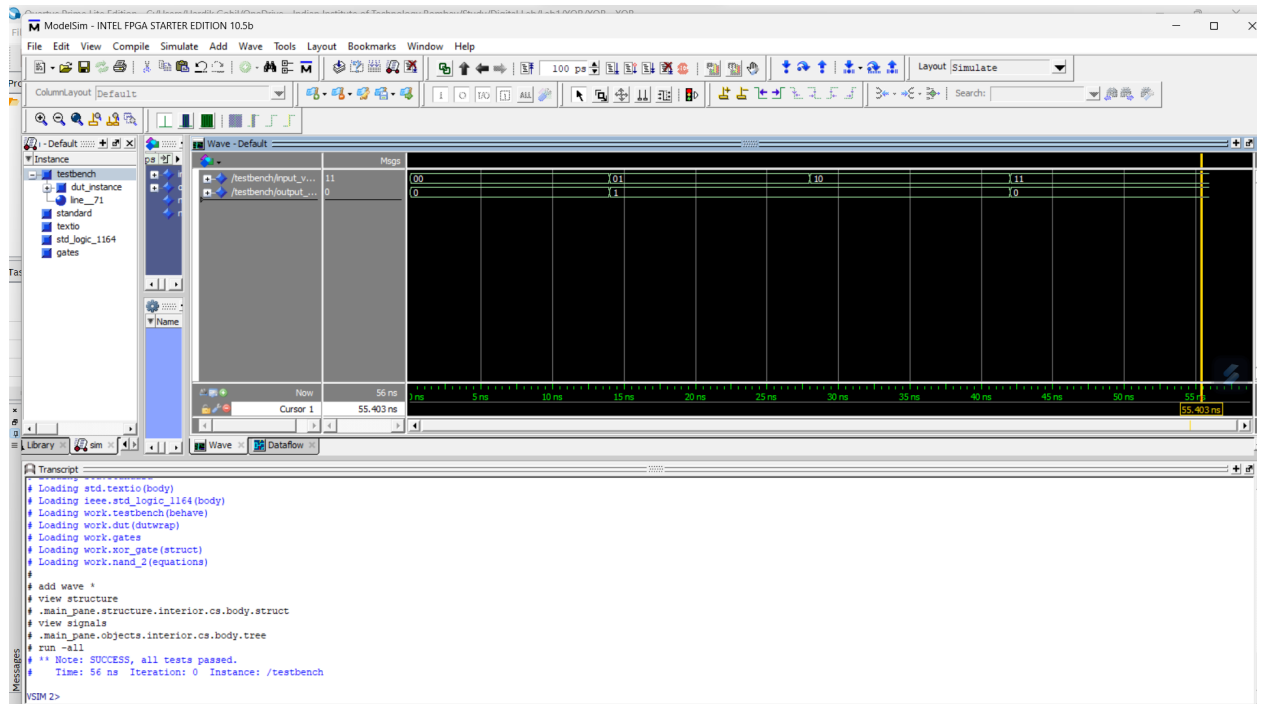 ModelSim - INTEL FPGA STARTER EDITION 10.5b
File Edit View Compile Simulate Add Wave Tools Layout Bookmarks Window Help
100 ps
Layout Simulate
ColumnLayout Default
Search:
- Default
Wave - Default
Instance
ps
Msgs
testbench
dut_instance
line__71
standard
textio
std_logic_1164
gates
/testbench/input_v... 11 00 01 10 11
/testbench/output_... 0 0 1 0
Name
Now 56 ns
ns 5 ns 10 ns 15 ns 20 ns 25 ns 30 ns 35 ns 40 ns 45 ns 50 ns 55 ns
Cursor 1 55.403 ns
55.403 ns
Library sim Wave Dataflow
Transcript
# Loading std.textio(body)
# Loading ieee.std_logic_1164(body)
# Loading work.testbench(behave)
# Loading work.dut(dutwrap)
# Loading work.gates
# Loading work.xor_gate(struct)
# Loading work.nand_2(equations)
#
# add wave *
# view structure
# .main_pane.structure.interior.cs.body.struct
# view signals
# .main_pane.objects.interior.cs.body.tree
# run -all
# ** Note: SUCCESS, all tests passed.
#    Time: 56 ns  Iteration: 0  Instance: /testbench
VSIM 2>
Messages